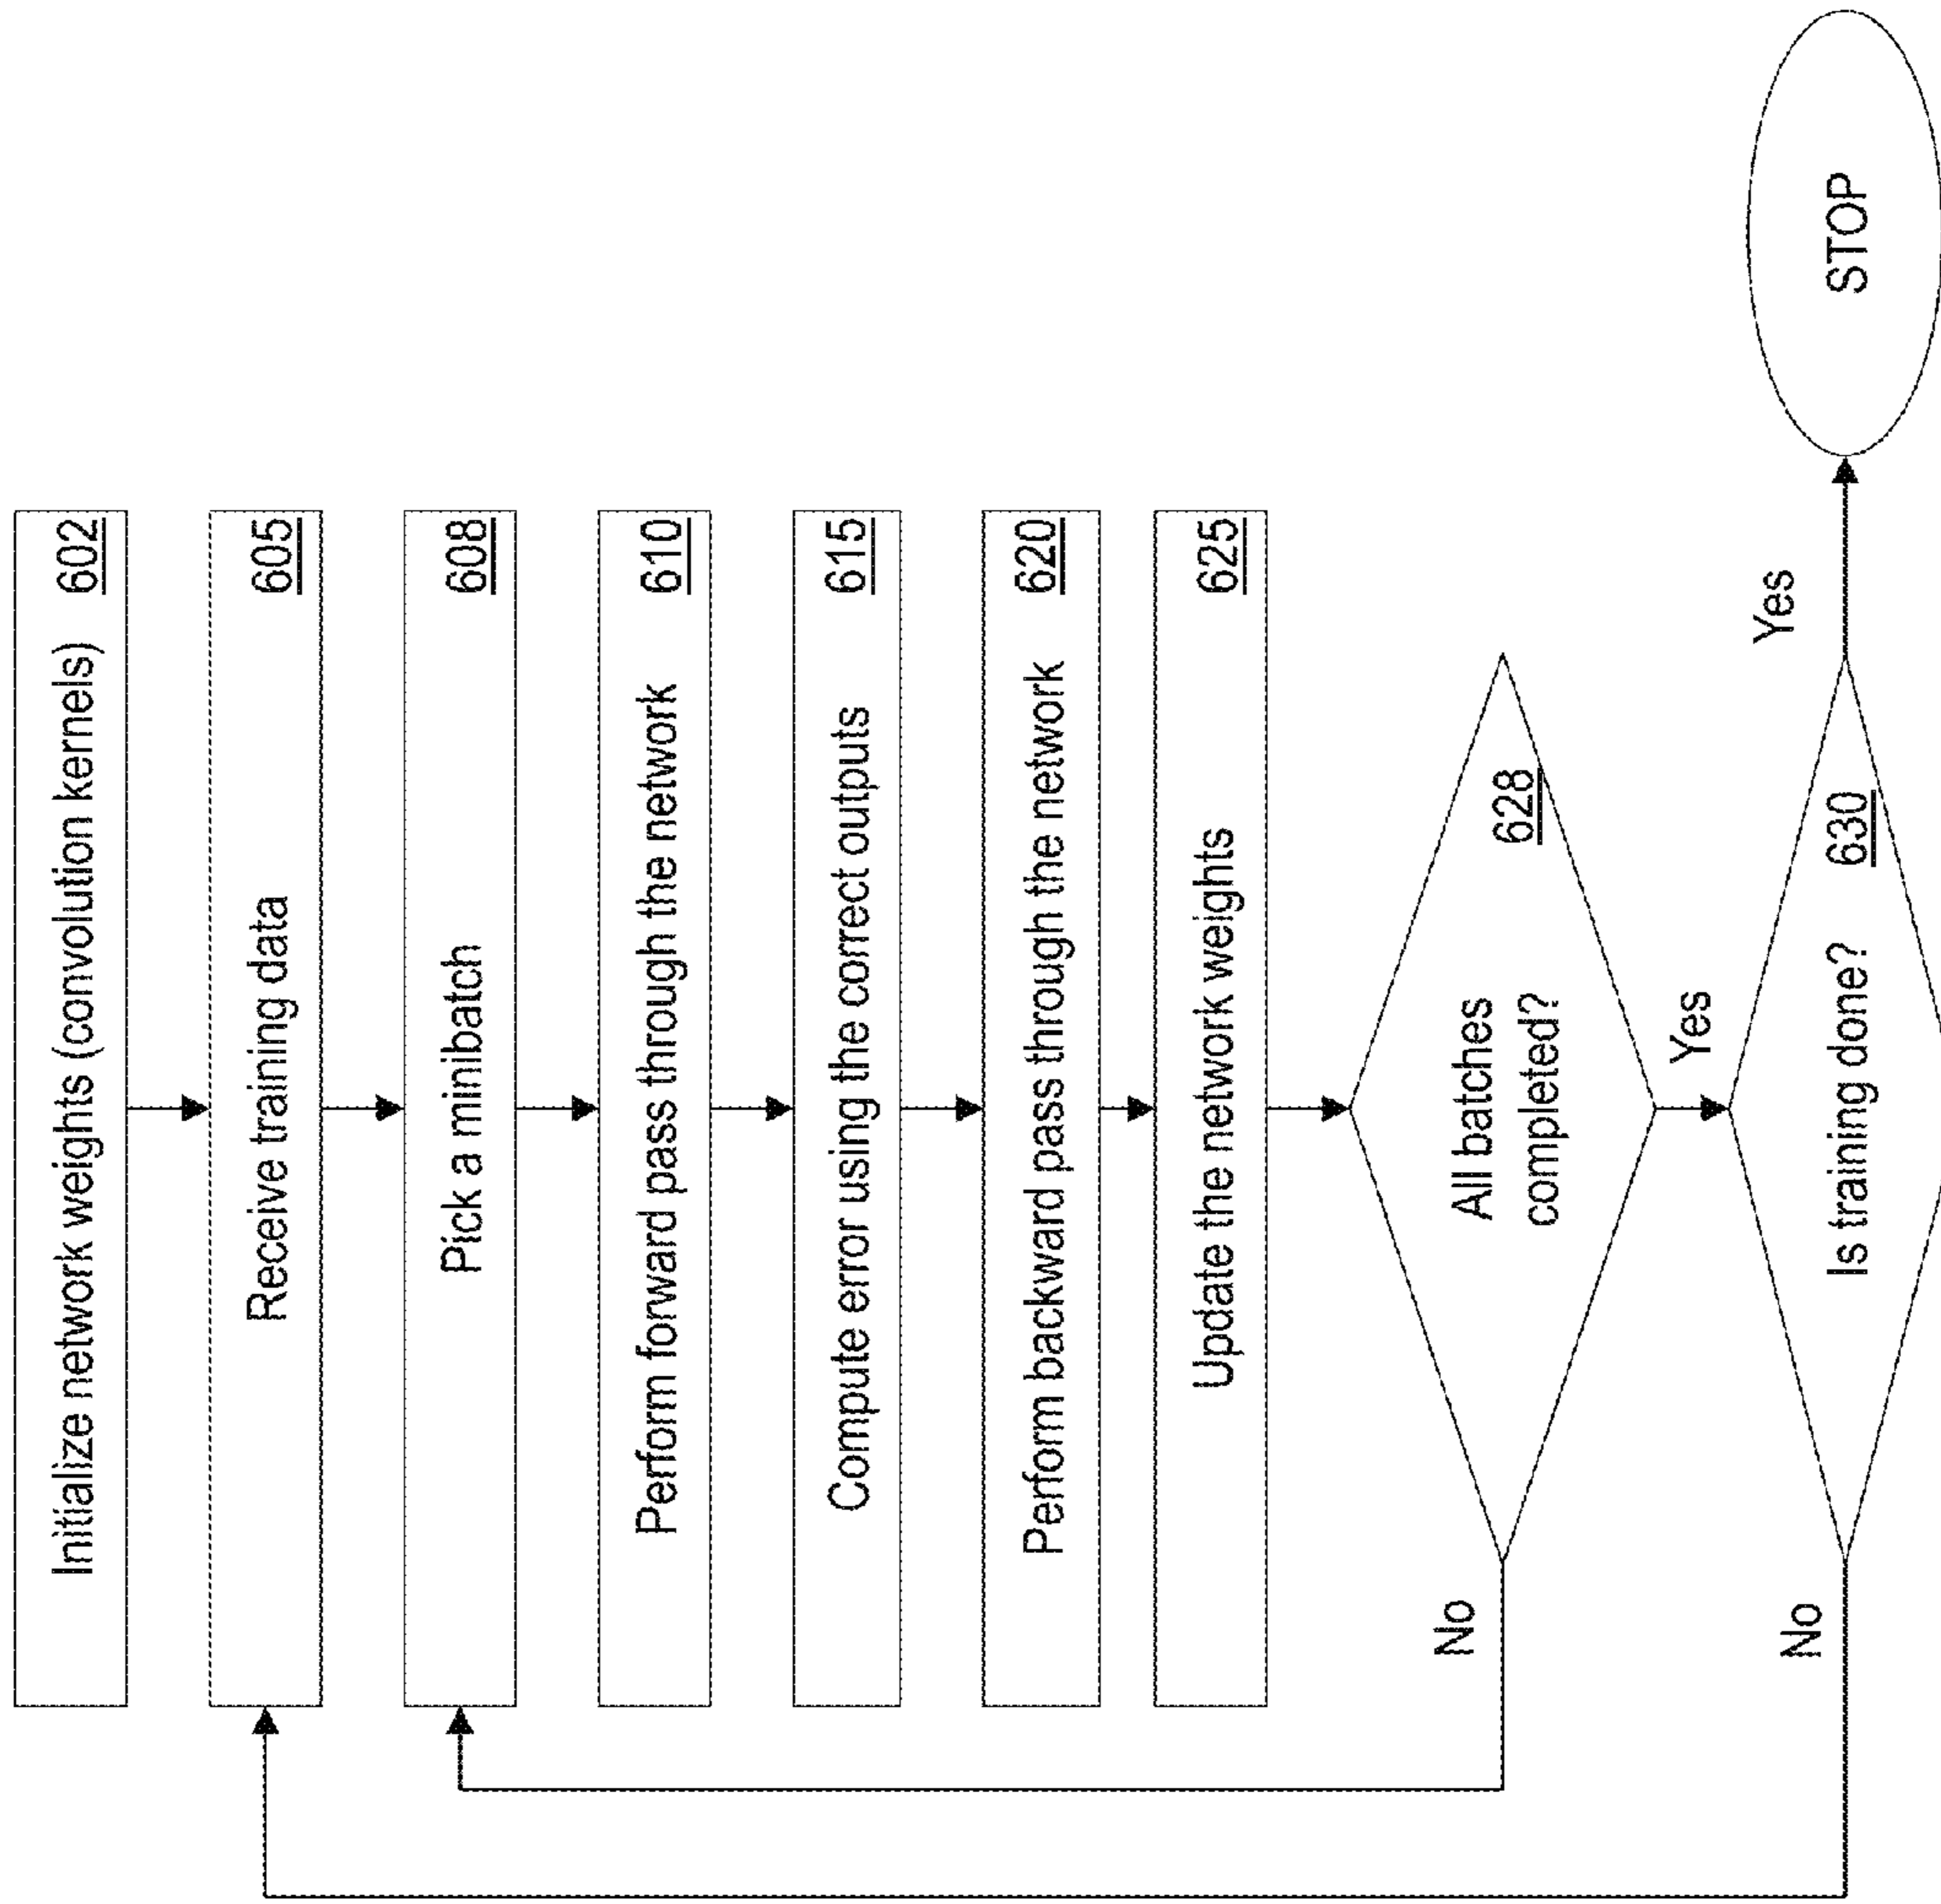 Initialize network weights (convolution kernels) 602
Receive training data 605
Pick a minibatch 608
Perform forward pass through the network 610
Compute error using the correct outputs 615
Perform backward pass through the network 620
Update the network weights 625
All batches
completed?
628
No
Yes
Is training done? 630
No
Yes
STOP